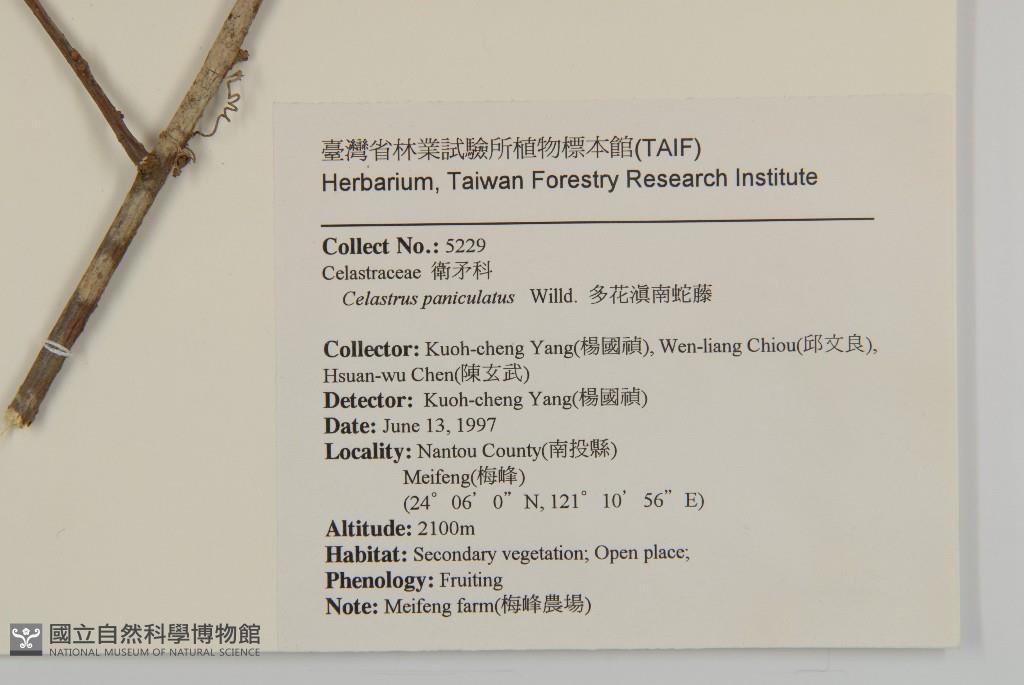 臺灣省林業試驗所植物標本館(TAIF)
Herbarium, Taiwan Forestry Research Institute
Collect No.: 5229
Celastraceae 衛矛科
Celastrus paniculatus Willd. 多花滇南蛇藤
Collector: Kuoh-cheng Yang(楊國禎), Wen-liang Chiou(邱文良),
Hsuan-wu Chen(陳玄武)
Detector: Kuoh-cheng Yang(楊國禎)
Date: June 13, 1997
Locality: Nantou County(南投縣)
Meifeng(梅峰)
(24° 06’ 0” N, 121° 10’ 56” E)
Altitude: 2100m
Habitat: Secondary vegetation; Open place;
Phenology: Fruiting
Note: Meifeng farm(梅峰農場)
國立自然科學博物館
NATIONAL MUSEUM OF NATURAL SCIENCE